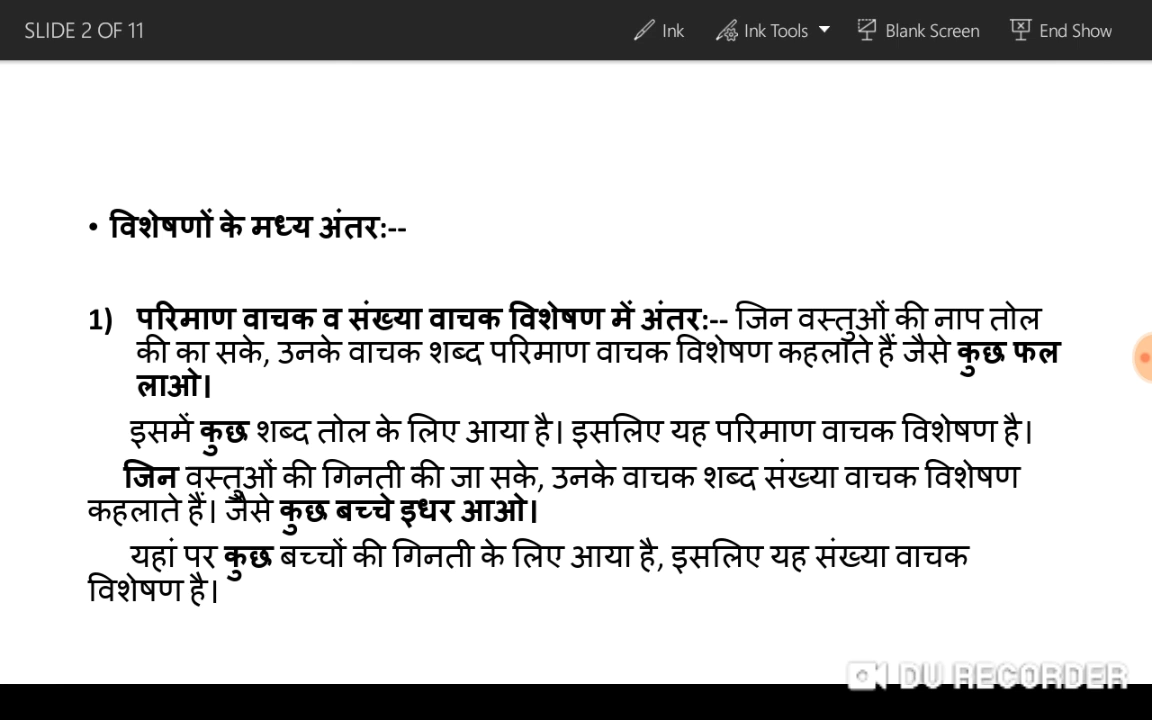 SLIDE 2 OF 11 Ink Ink Tools Blank Screen End Show
• विशेषणों के मध्य अंतर:--
1) परिमाण वाचक व संख्या वाचक विशेषण में अंतर:-- जिन वस्तुओं की नाप तोल
की का सके, उनके वाचक शब्द परिमाण वाचक विशेषण कहलाते हैं जैसे कुछ फल
लाओ।
इसमें कुछ शब्द तोल के लिए आया है। इसलिए यह परिमाण वाचक विशेषण है।
जिन वस्तुओं की गिनती की जा सके, उनके वाचक शब्द संख्या वाचक विशेषण
कहलाते हैं। जैसे कुछ बच्चे इधर आओ।
यहां पर कुछ बच्चों की गिनती के लिए आया है, इसलिए यह संख्या वाचक
विशेषण है।
DU RECORDER